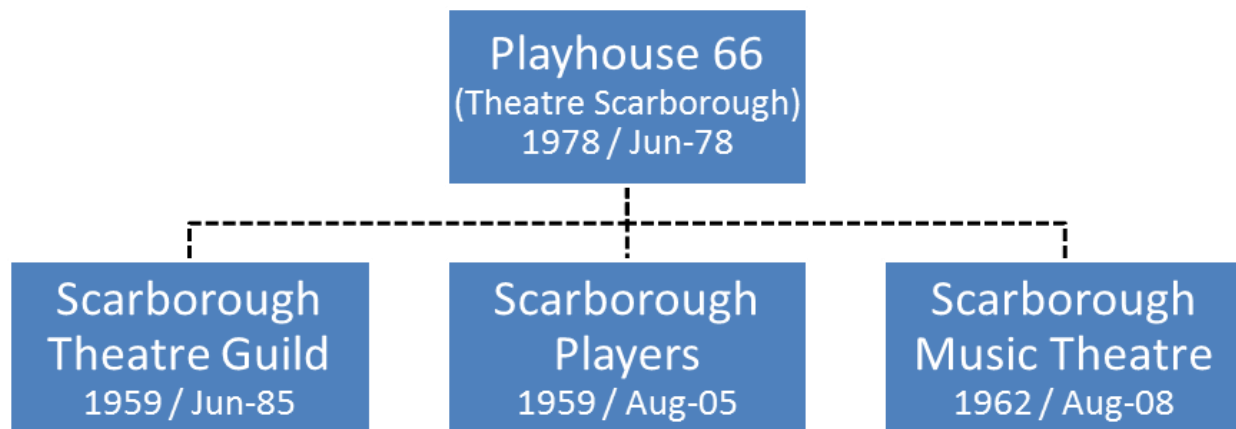 Playhouse 66
(Theatre Scarborough)
1978 / Jun-78
Scarborough
Theatre Guild
1959 / Jun-85
Scarborough
Players
1959 / Aug-05
Scarborough
Music Theatre
1962 / Aug-08